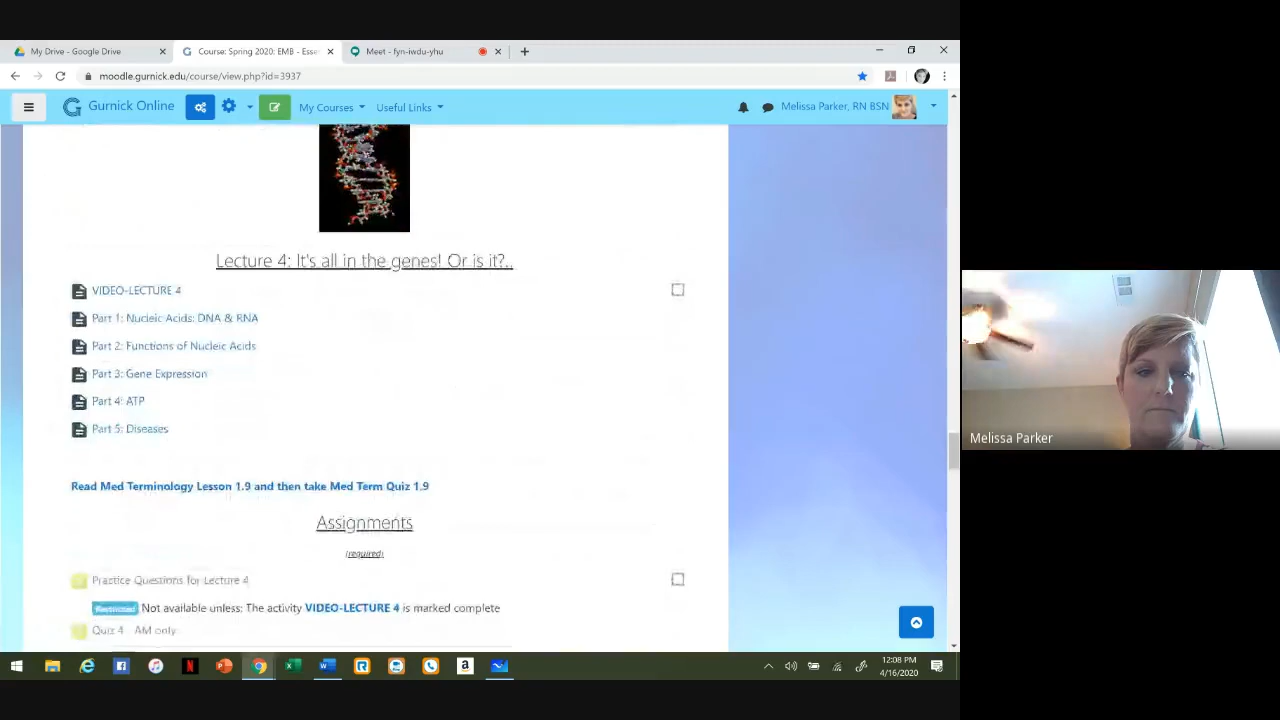 My Drive - Google Drive
Course: Spring 2020: EMB - Esse
Meet - fyn-iwdu-yhu
moodle.gurnick.edu/course/view.php?id=3937
Gurnick Online
My Courses
Useful Links
Melissa Parker, RN BSN
Lecture 4: It's all in the genes! Or is it?..
VIDEO-LECTURE 4
Part 1: Nucleic Acids: DNA & RNA
Part 2: Functions of Nucleic Acids
Part 3: Gene Expression
Part 4: ATP
Part 5: Diseases
Melissa Parker
Read Med Terminology Lesson 1.9 and then take Med Term Quiz 1.9
Assignments
(required)
Practice Questions for Lecture 4
Restricted Not available unless: The activity VIDEO-LECTURE 4 is marked complete
Quiz 4 AM only
12:08 PM
4/16/2020